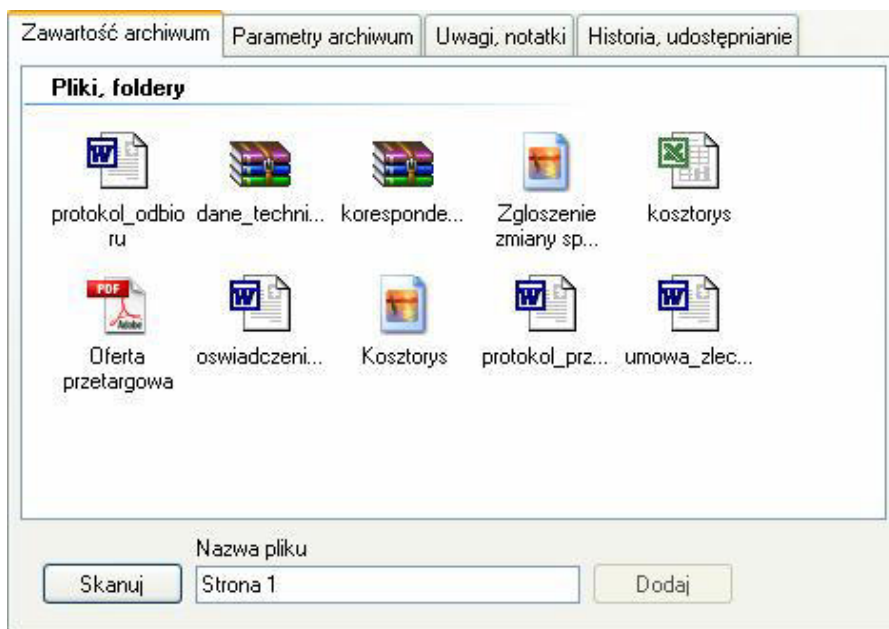 Zawartość archiwum
Parametry archiwum
Uwagi, notatki
Historia, udostępnianie
Pliki, foldery
protokol_odbio
ru
dane_techni...
koresponde...
Zgloszenie
zmiany sp...
kosztorys
PDF
Adobe
Oferta
przetargowa
oswiadczeni...
Kosztorys
protokol_prz...
umowa_zlec...
Nazwa pliku
Skanuj
Strona 1
Dodaj